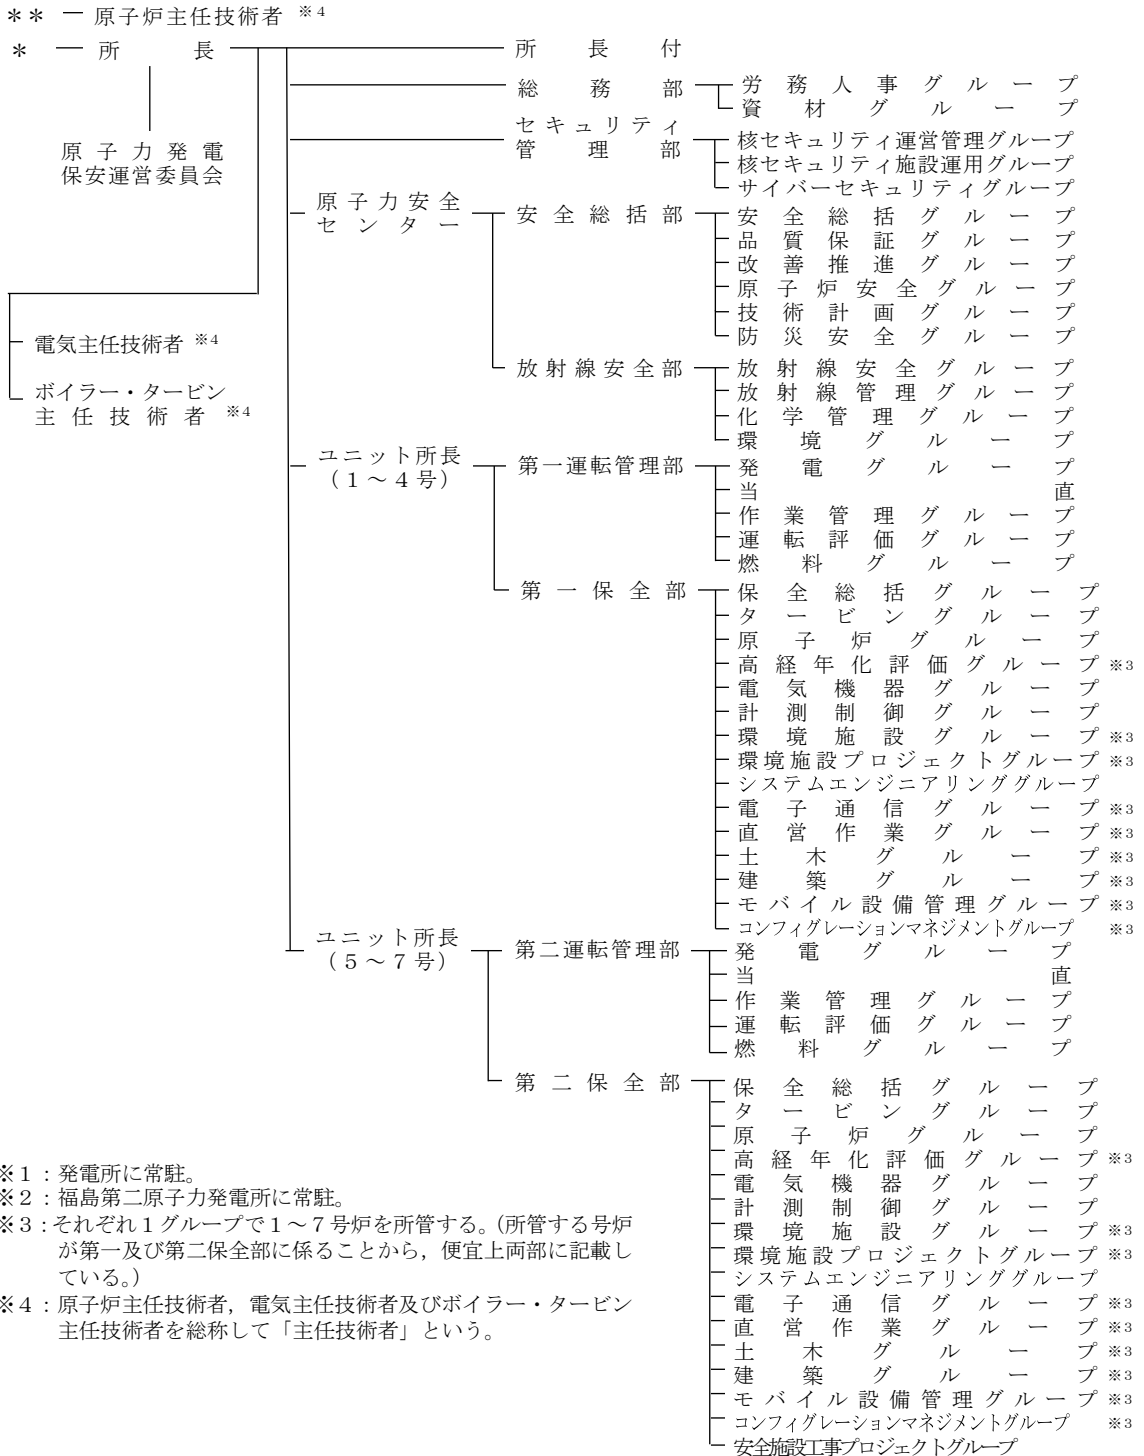 ＊＊ ― 原子炉主任技術者 ※４
＊ ― 所長 所長付
総務部 労務人事グループ
資材グループ
セキュリティ 核セキュリティ運営管理グループ
管理部 核セキュリティ施設運用グループ
サイバーセキュリティグループ
原子力発電
保安運営委員会
原子力安全 安全総括部 安全総括グループ
センター 品質保証グループ
改善推進グループ
原子炉安全グループ
技術計画グループ
防災安全グループ
電気主任技術者 ※４
ボイラー・タービン
主任技術者 ※４
放射線安全部 放射線安全グループ
放射線管理グループ
化学管理グループ
環境グループ
ユニット所長 第一運転管理部 発電グループ
（１～４号） 当直
作業管理グループ
運転評価グループ
燃料グループ
第一保全部 保全総括グループ
タービングループ
原子炉グループ
高経年化評価グループ※３
電気機器グループ
計測制御グループ
環境施設グループ※３
環境施設プロジェクトグループ※３
システムエンジニアリンググループ
電子通信グループ※３
直営作業グループ※３
土木グループ※３
建築グループ※３
モバイル設備管理グループ※３
コンフィグレーションマネジメントグループ ※３
ユニット所長 第二運転管理部 発電グループ
（５～７号） 当直
作業管理グループ
運転評価グループ
燃料グループ
第二保全部 保全総括グループ
タービングループ
原子炉グループ
高経年化評価グループ※３
電気機器グループ
計測制御グループ
環境施設グループ※３
環境施設プロジェクトグループ※３
システムエンジニアリンググループ
電子通信グループ※３
直営作業グループ※３
土木グループ※３
建築グループ※３
モバイル設備管理グループ※３
コンフィグレーションマネジメントグループ ※３
安全施設工事プロジェクトグループ
※１：発電所に常駐。
※２：福島第二原子力発電所に常駐。
※３：それぞれ１グループで１～７号炉を所管する。（所管する号炉
が第一及び第二保全部に係ることから，便宜上両部に記載し
ている。）
※４：原子炉主任技術者，電気主任技術者及びボイラー・タービン
主任技術者を総称して「主任技術者」という。